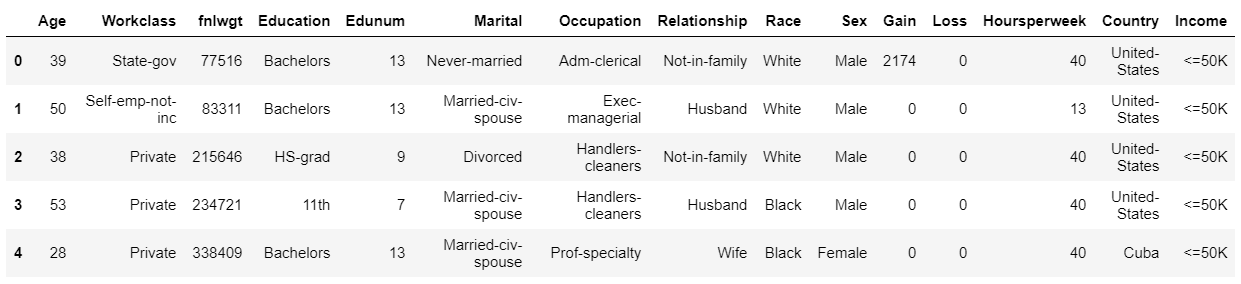 Age Workclass fnlwgt Education Edunum Marital Occupation Relationship Race Sex Gain Loss Hoursperweek Country Income
0 39 State-gov 77516 Bachelors 13 Never-married Adm-clerical Not-in-family White Male 2174 0 40 United-States <=50K
1 50 Self-emp-not-inc 83311 Bachelors 13 Married-civ-spouse Exec-managerial Husband White Male 0 0 13 United-States <=50K
2 38 Private 215646 HS-grad 9 Divorced Handlers-cleaners Not-in-family White Male 0 0 40 United-States <=50K
3 53 Private 234721 11th 7 Married-civ-spouse Handlers-cleaners Husband Black Male 0 0 40 United-States <=50K
4 28 Private 338409 Bachelors 13 Married-civ-spouse Prof-specialty Wife Black Female 0 0 40 Cuba <=50K